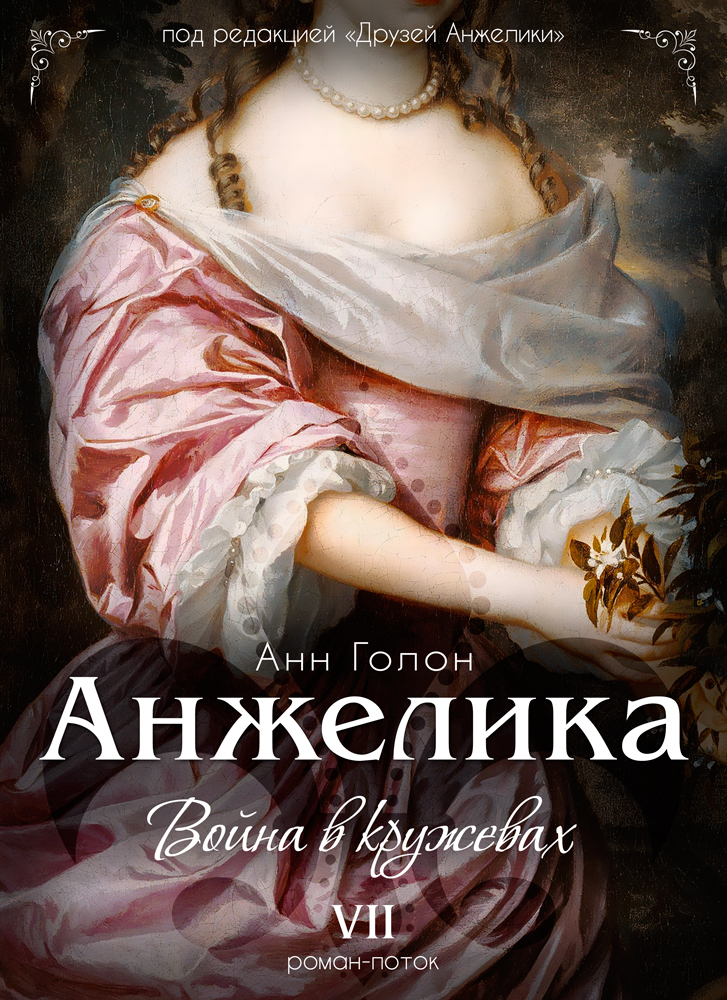 под редакцией «Друзей Анжелики»
Анн Голон
Анжелика
Война в кружевах
VII
роман-поток